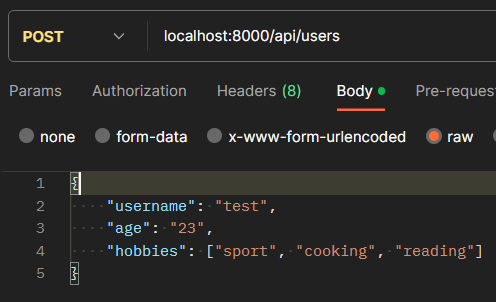 POST localhost:8000/api/users
Params Authorization Headers (8) Body Pre-reques
none form-data x-www-form-urlencoded raw
1 {
2 "username": "test",
3 "age": "23",
4 "hobbies": ["sport", "cooking", "reading"]
5 }